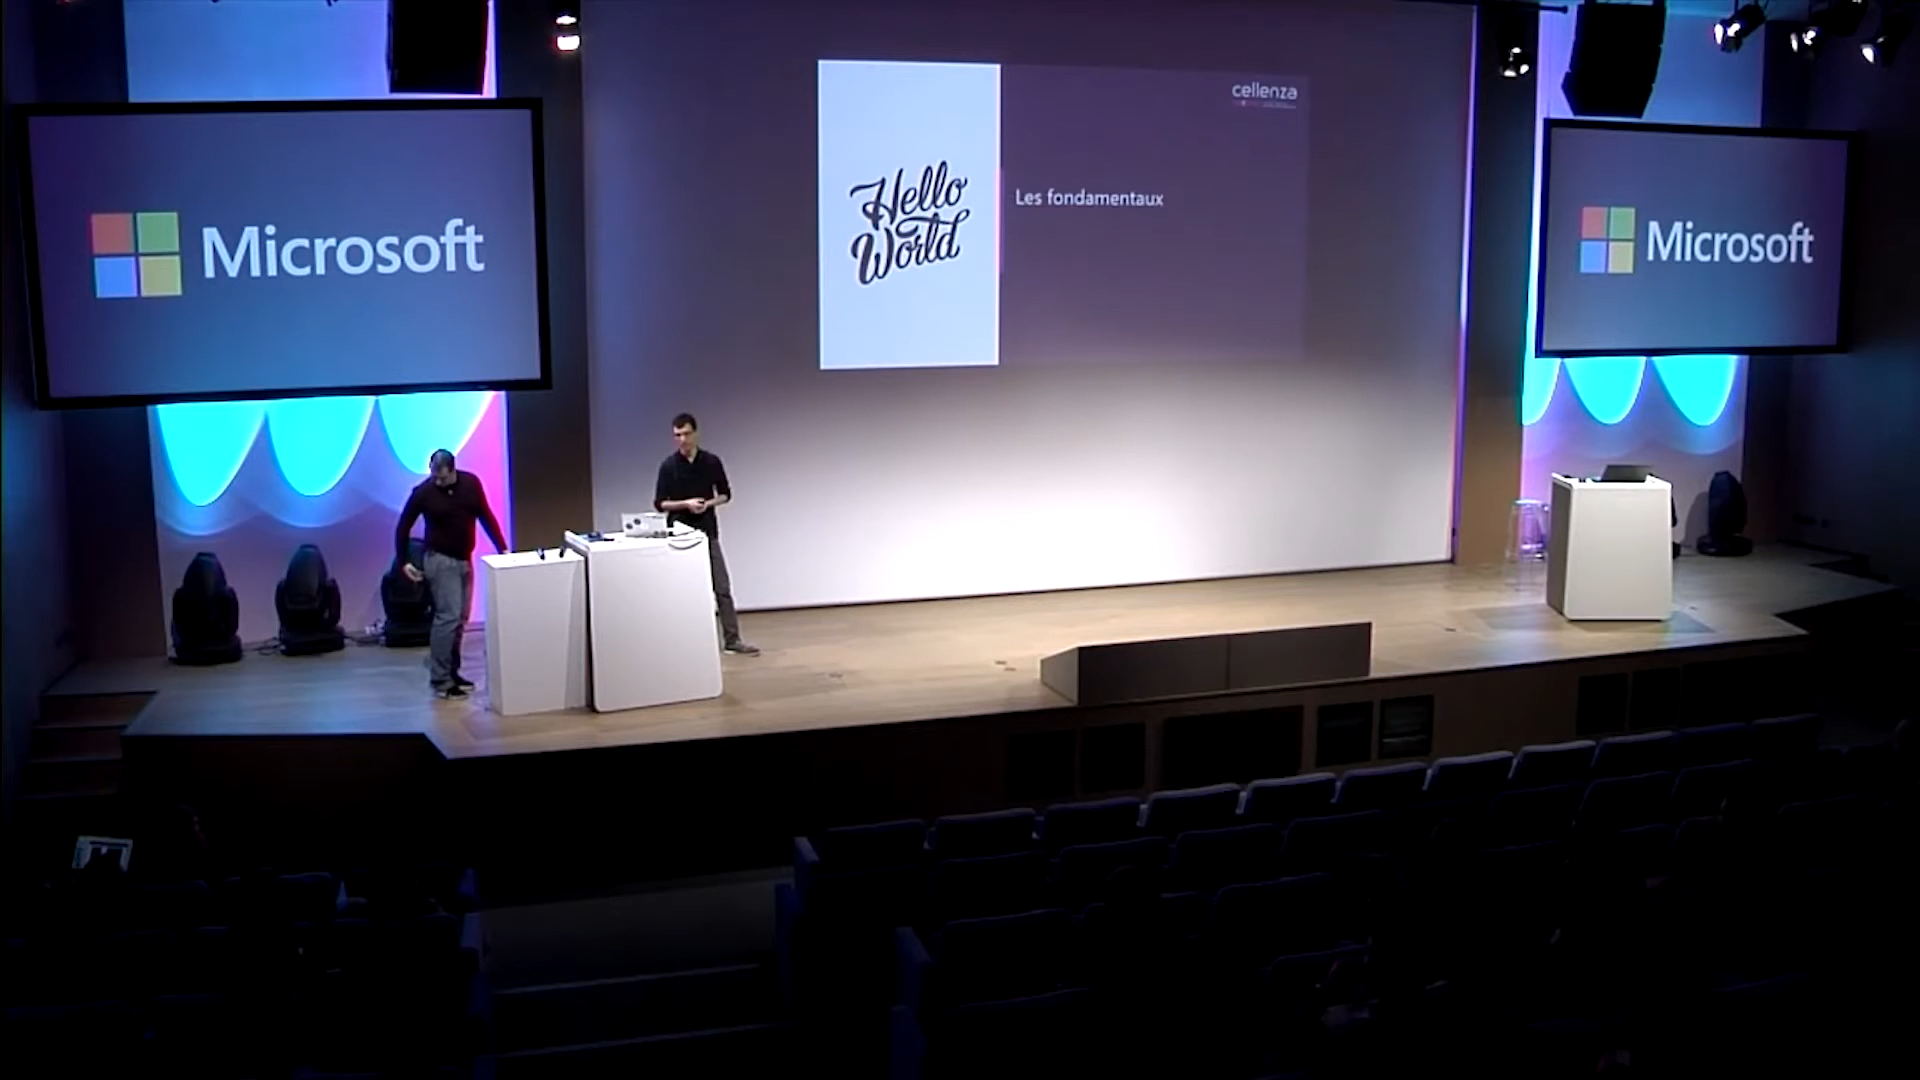 Microsoft
Hello
World
cellenza
Les fondamentaux
Microsoft